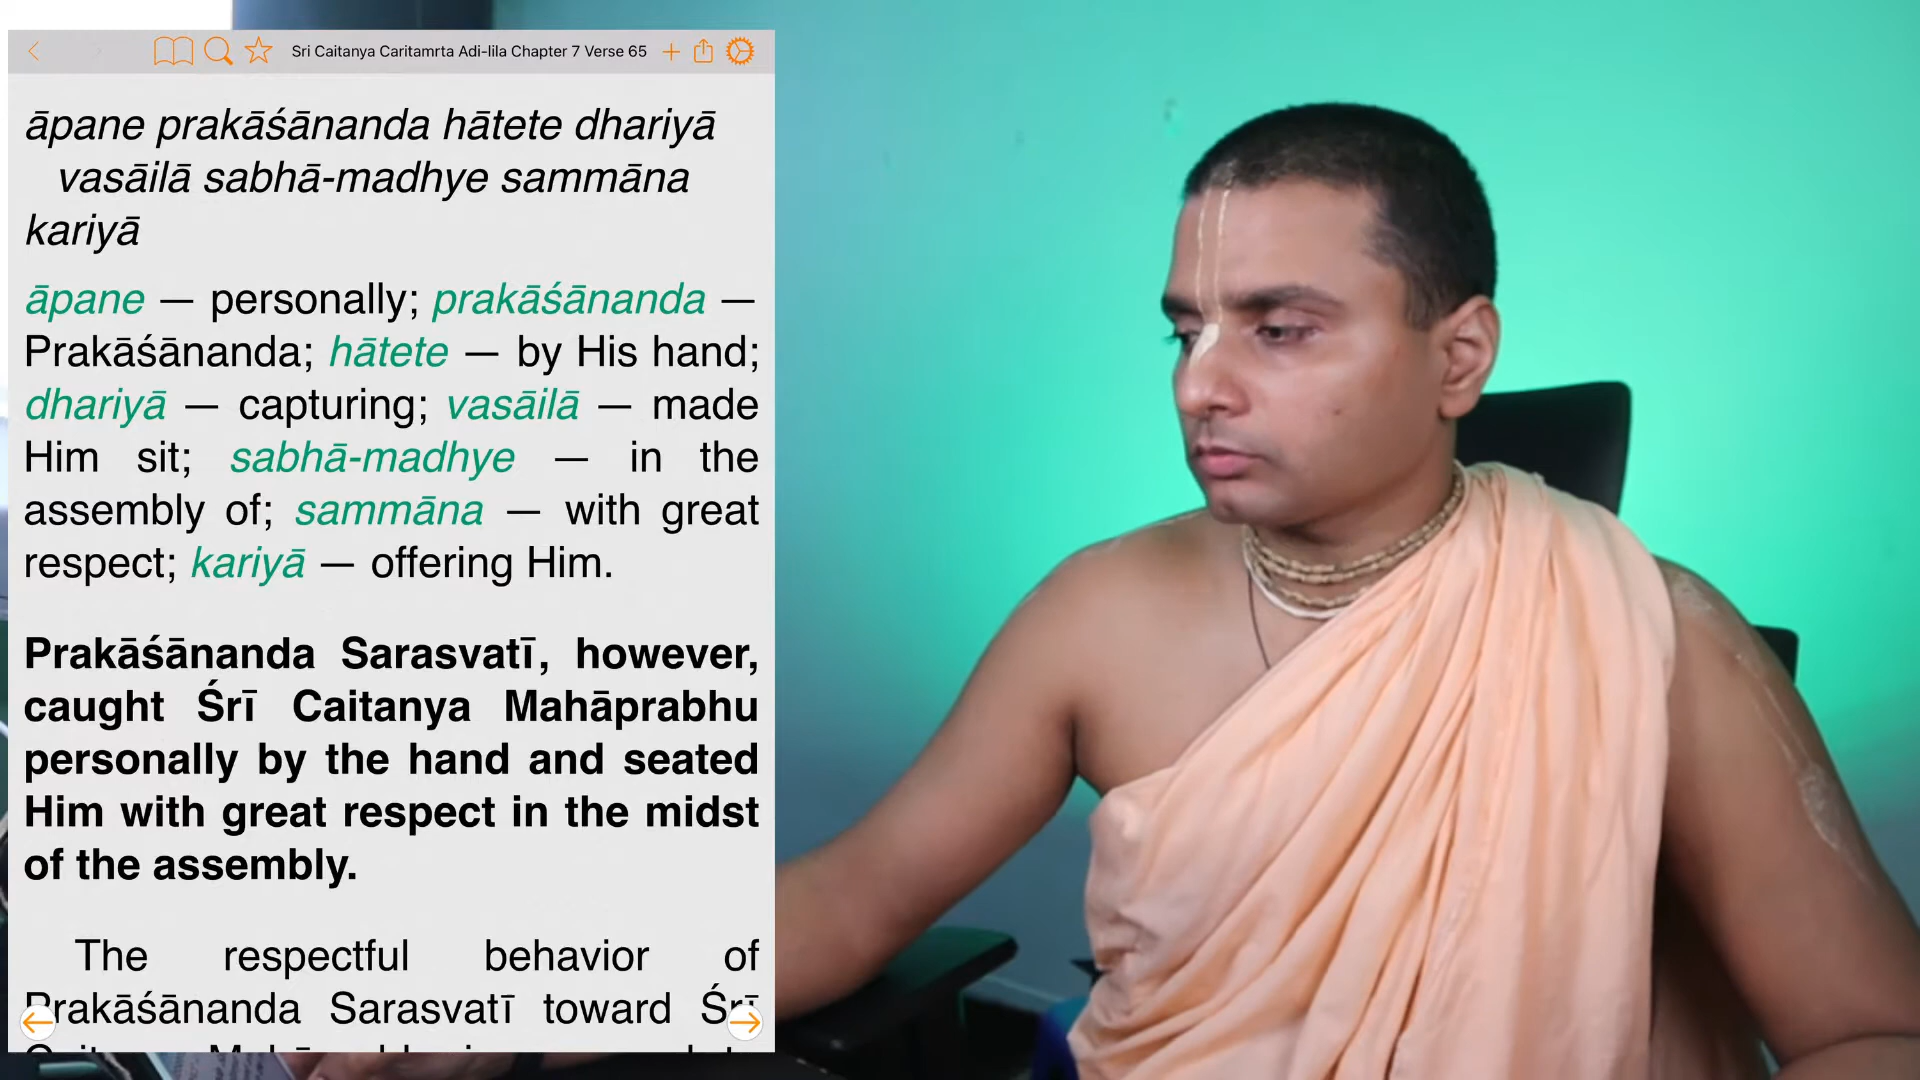 Sri Caitanya Caritamrta Adi-lila Chapter 7 Verse 65
āpane prakāśānanda hātete dhariyā
vasāilā sabhā-madhye sammāna
kariyā
āpane — personally; prakāśānanda —
Prakāśānanda; hātete — by His hand;
dhariyā — capturing; vasāilā — made
Him sit; sabhā-madhye — in the
assembly of; sammāna — with great
respect; kariyā — offering Him.
Prakāśānanda Sarasvatī, however,
caught Śrī Caitanya Mahāprabhu
personally by the hand and seated
Him with great respect in the midst
of the assembly.
The respectful behavior of
Prakāśānanda Sarasvatī toward Śrī